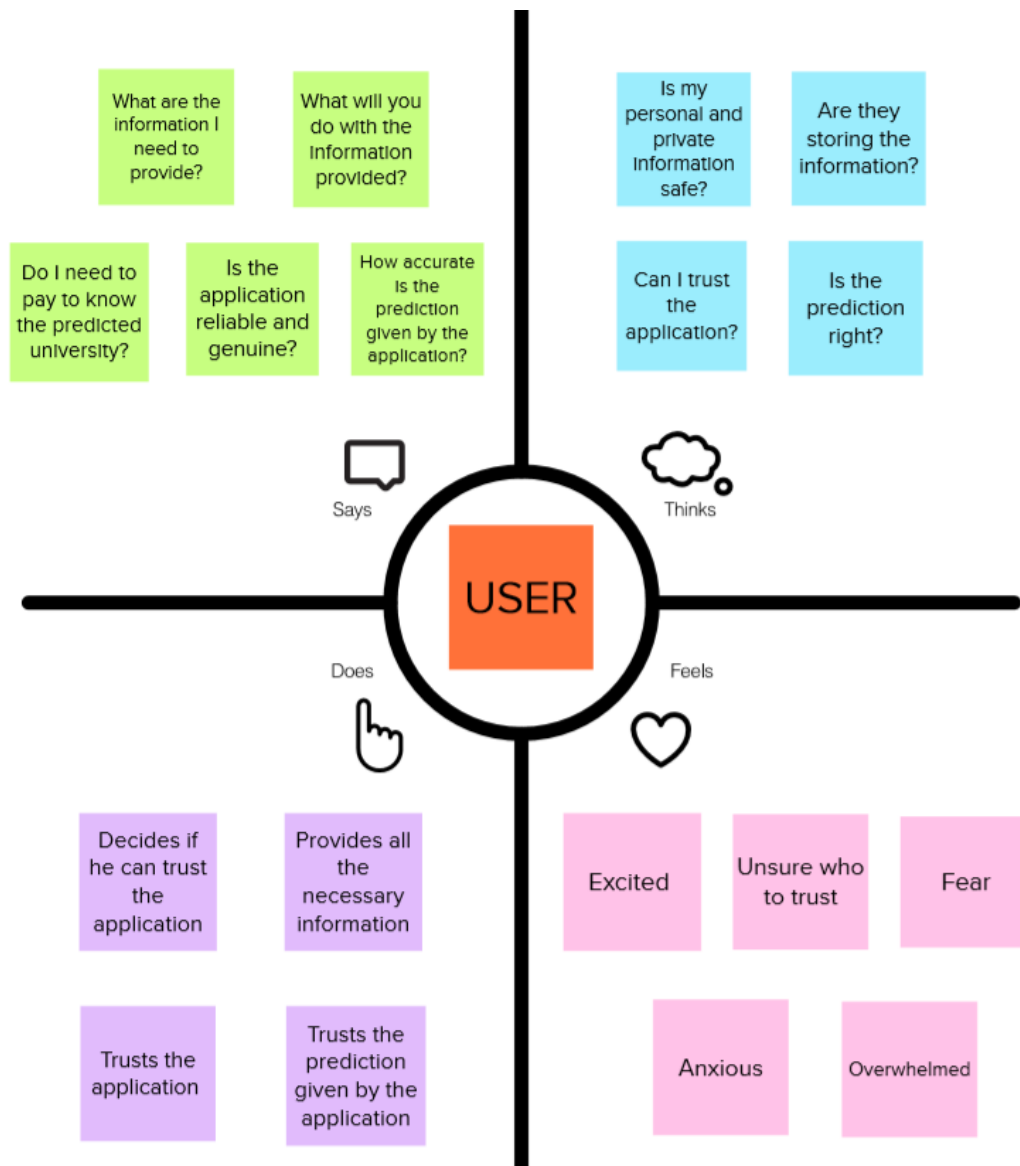 What are the
information I
need to
provide?
What will you
do with the
information
provided?
Do I need to
pay to know
the predicted
university?
Is the
application
reliable and
genuine?
How accurate
is the
prediction
given by the
application?
Says
Is my
personal and
private
information
safe?
Are they
storing the
information?
Can I trust
the
application?
Is the
prediction
right?
Thinks
USER
Does
Decides if
he can trust
the
application
Provides all
the
necessary
information
Trusts the
application
Trusts the
prediction
given by the
application
Feels
Excited
Unsure who
to trust
Fear
Anxious
Overwhelmed